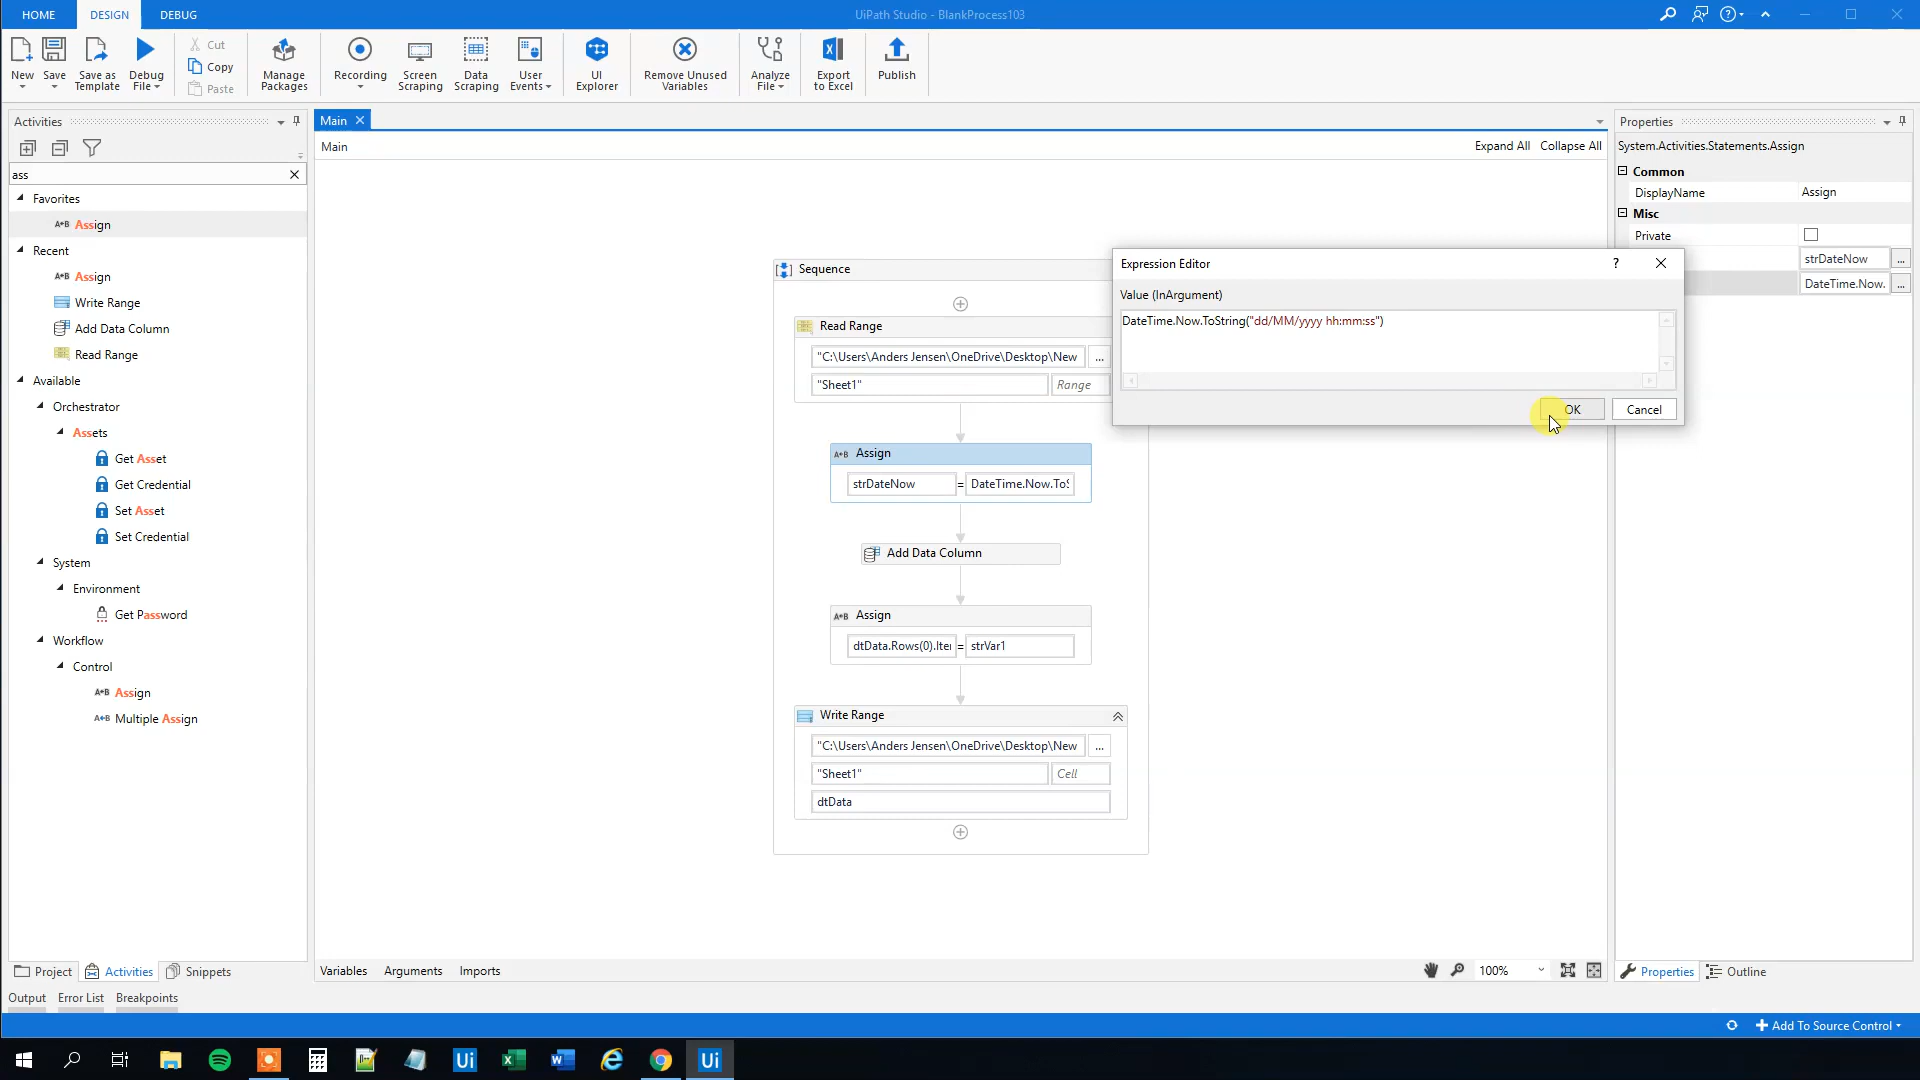 HOME DESIGN DEBUG
UiPath Studio - BlankProcess103
New Save Save as Template Debug File
Cut
Copy
Paste
Manage Packages
Recording
Screen Scraping
Data Scraping
User Events
UI Explorer
Remove Unused Variables
Analyze File
Export to Excel
Publish
Activities
ass
Favorites
Assign
Recent
Assign
Write Range
Add Data Column
Read Range
Available
Orchestrator
Assets
Get Asset
Get Credential
Set Asset
Set Credential
System
Environment
Get Password
Workflow
Control
Assign
Multiple Assign
Project Activities Snippets
Output Error List Breakpoints
Main
Main
Expand All Collapse All
Sequence
Read Range
"C:\Users\Anders Jensen\OneDrive\Desktop\New ...
"Sheet1" Range
A+B Assign
strDateNow = DateTime.Now.ToS
Add Data Column
A+B Assign
dtData.Rows(0).Iter = strVar1
Write Range
"C:\Users\Anders Jensen\OneDrive\Desktop\New ...
"Sheet1" Cell
dtData
Variables Arguments Imports
100%
Expression Editor ?
Value (InArgument)
DateTime.Now.ToString("dd/MM/yyyy hh:mm:ss")
OK Cancel
Properties
System.Activities.Statements.Assign
Common
DisplayName Assign
Misc
Private
strDateNow ...
DateTime.Now. ...
Properties Outline
Add To Source Control
Ui
Ui